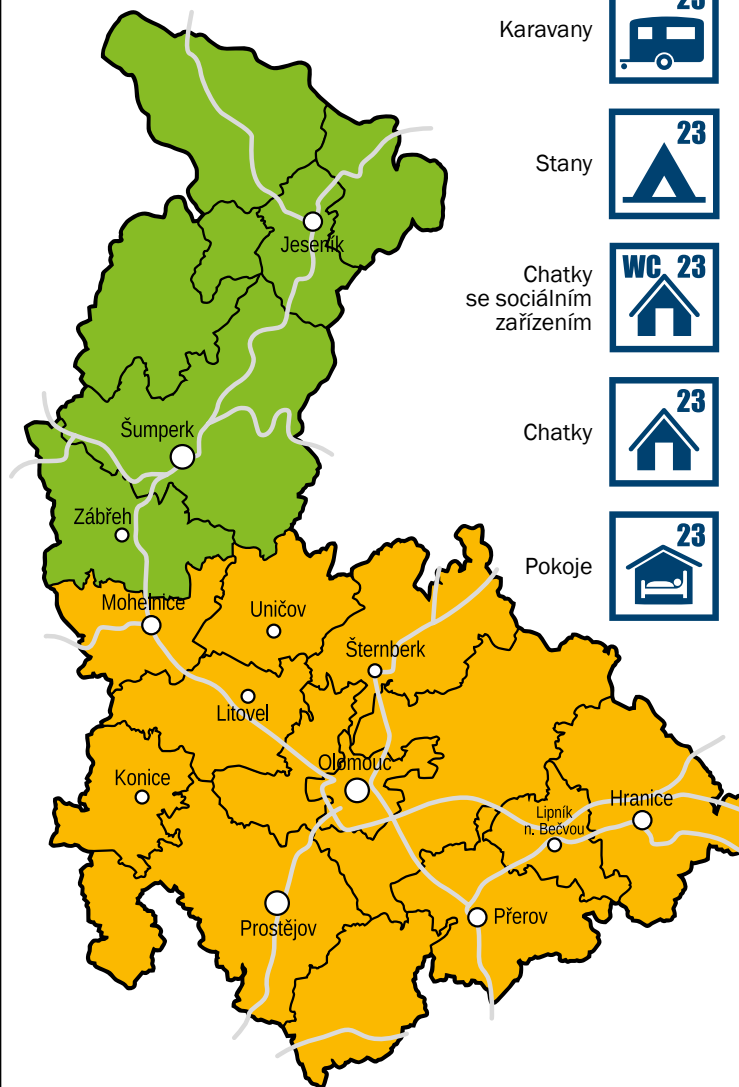 23
Karavany
23
Stany
WC 23
Chatky
se sociálním
zařízením
23
Chatky
23
Pokoje
Jeseník
Šumperk
Zábřeh
Mohelnice
Uničov
Šternberk
Litovel
Olomouc
Konice
Lipník
n. Bečvou
Hranice
Prostějov
Přerov